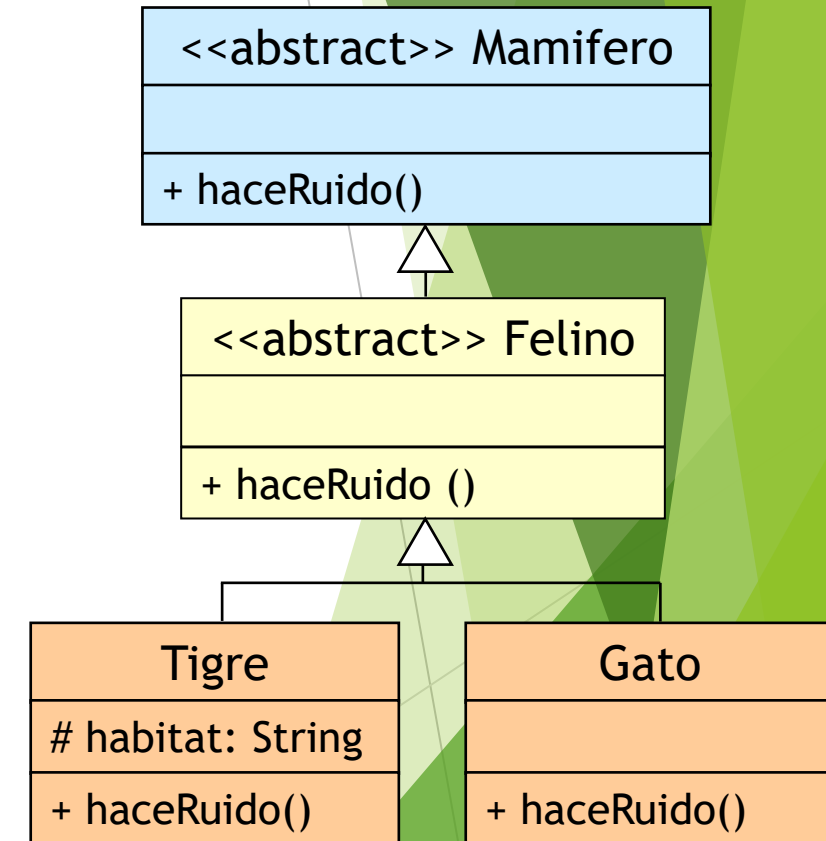 <<abstract>> Mamifero
+ haceRuido()
<<abstract>> Felino
+ haceRuido ()
Tigre
# habitat: String
+ haceRuido()
Gato
+ haceRuido()